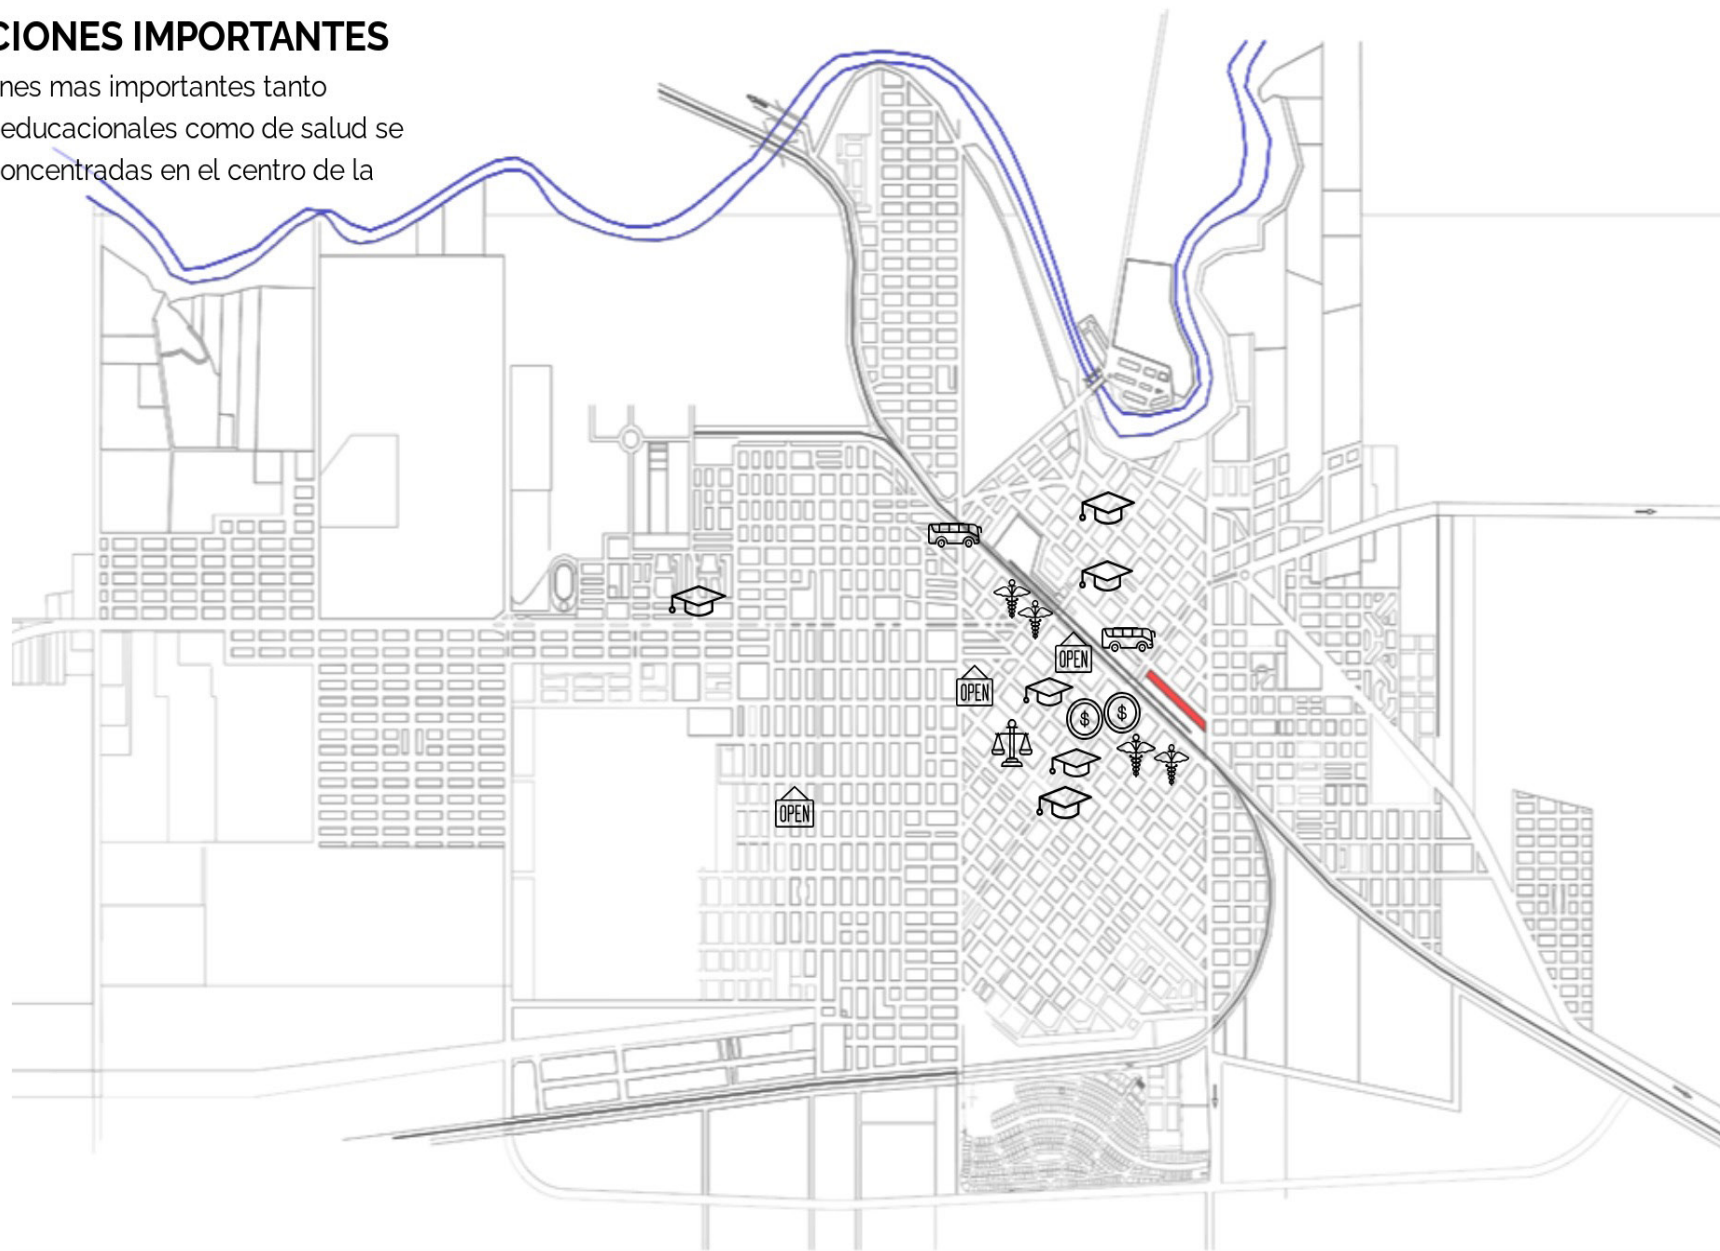 CIONES IMPORTANTES
nes mas importantes tanto
educacionales como de salud se
oncentradas en el centro de la
OPEN
OPEN
$
$
OPEN